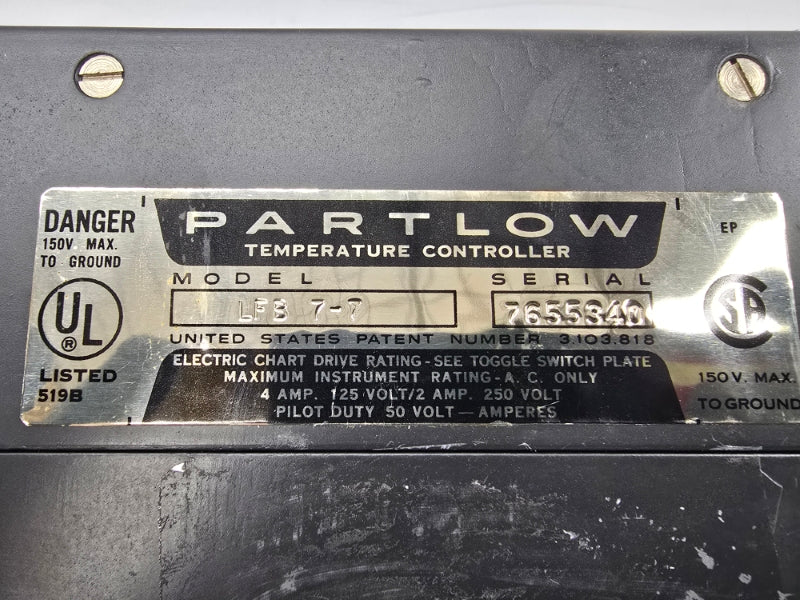 DANGER
150V. MAX.
TO GROUND
UL
®
LISTED
519B
PARTLOW
TEMPERATURE CONTROLLER
MODEL SERIAL
LFB 7-7 7655340
UNITED STATES PATENT NUMBER 3,103,818
ELECTRIC CHART DRIVE RATING-SEE TOGGLE SWITCH PLATE
MAXIMUM INSTRUMENT RATING-A.C. ONLY
4 AMP. 125 VOLT/2 AMP. 250 VOLT
PILOT DUTY 50 VOLT—AMPERES
EP
SA
150V. MAX.
TO GROUND